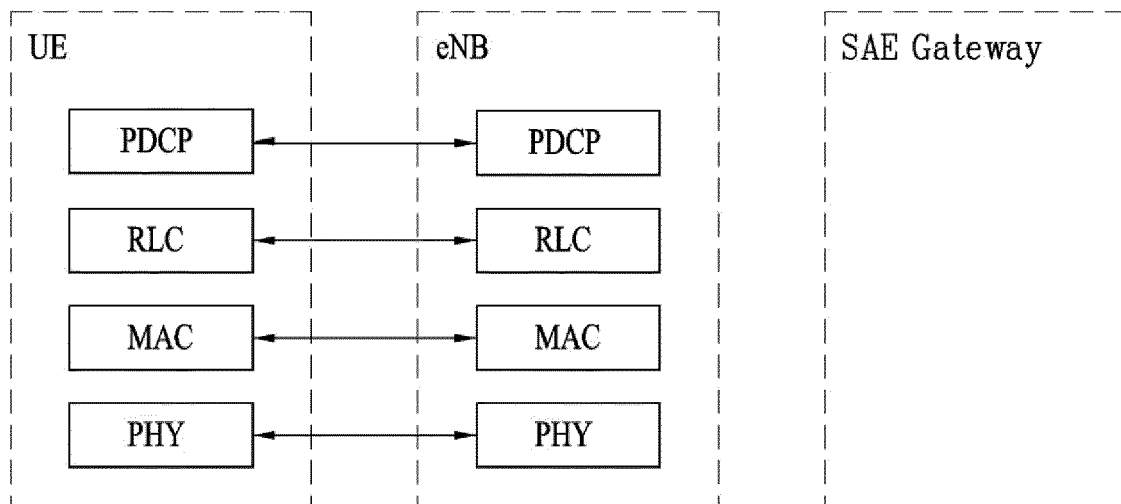 UE
eNB
SAE Gateway
PDCP
PDCP
RLC
RLC
MAC
MAC
PHY
PHY